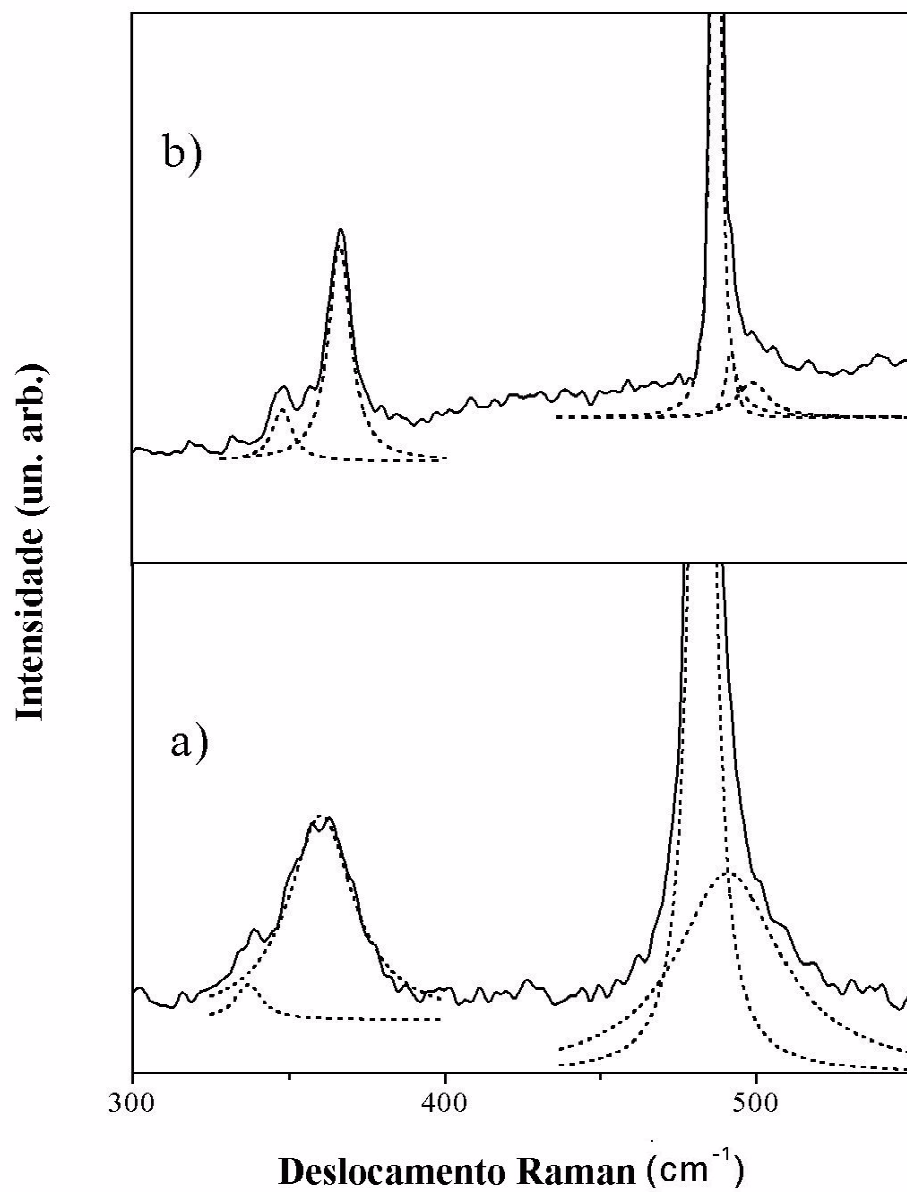 b)
Intensidade (un. arb.)
a)
300 400 500
Deslocamento Raman (cm⁻¹)